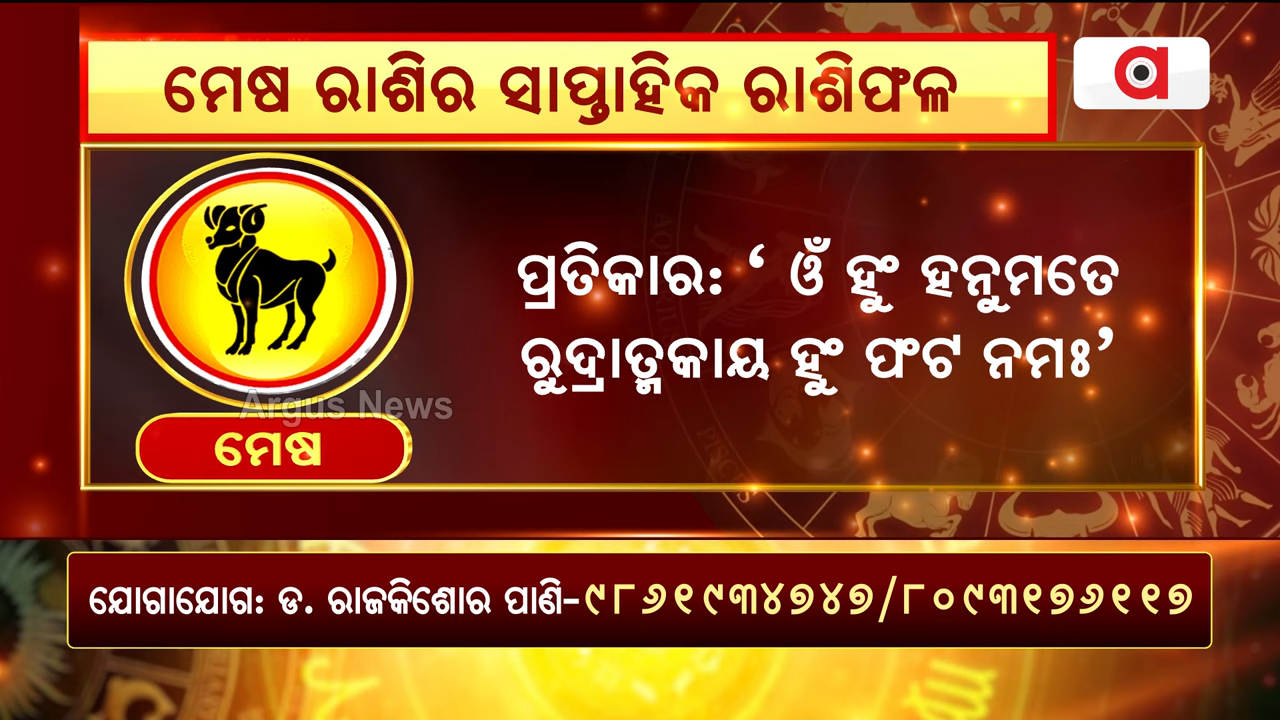 ମେଷ ରାଶିର ସାପ୍ତାହିକ ରାଶିଫଳ
a
ପ୍ରତିକାର: ‘ ଓଁ ହୁଂ ହନୁମତେ
ରୁଦ୍ରାତ୍ମକାୟ ହୁଂ ଫଟ ନମଃ’
Argus News
ମେଷ
ଯୋଗାଯୋଗ: ଡ. ରାଜକିଶୋର ପାଣି-୯୮୬୧୯୩୪୭୪୭/୮୦୯୩୧୭୬୧୧୭